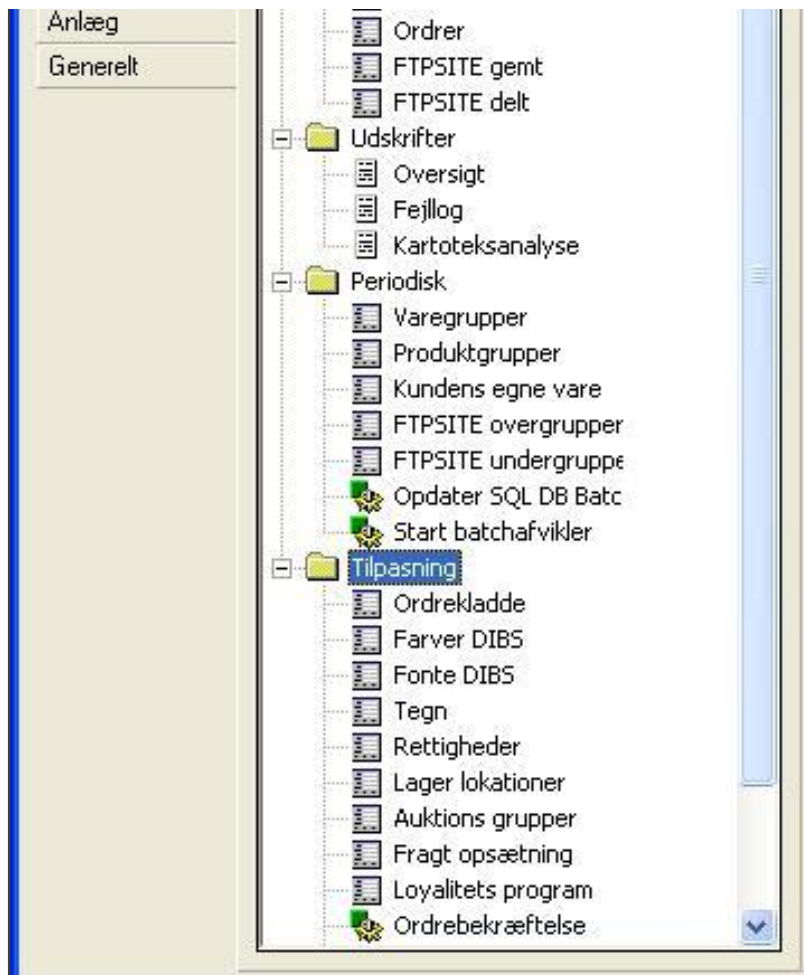 Anlæg
Generelt
Ordrer
FTPSITE gemt
FTPSITE delt
Udskrifter
Oversigt
Fejllog
Kartoteksanalyse
Periodisk
Varegrupper
Produktgrupper
Kundens egne vare
FTPSITE overgrupper
FTPSITE undergruppe
Opdater SQL DB Batc
Start batchafvikler
Tilpasning
Ordrekladde
Farver DIBS
Fonte DIBS
Tegn
Rettigheder
Lager lokationer
Auktions grupper
Fragt opsætning
Loyalitets program
Ordrebekræftelse